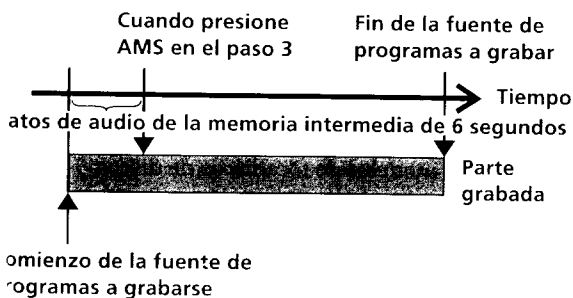 Cuando presione
AMS en el paso 3
Fin de la fuente de
programas a grabar
Tiempo
atos de audio de la memoria intermedia de 6 segundos
Parte
grabada
omienzo de la fuente de
rogramas a grabarse